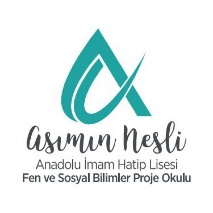 asımın nesli
Anadolu İmam Hatip Lisesi
Fen ve Sosyal Bilimler Proje Okulu